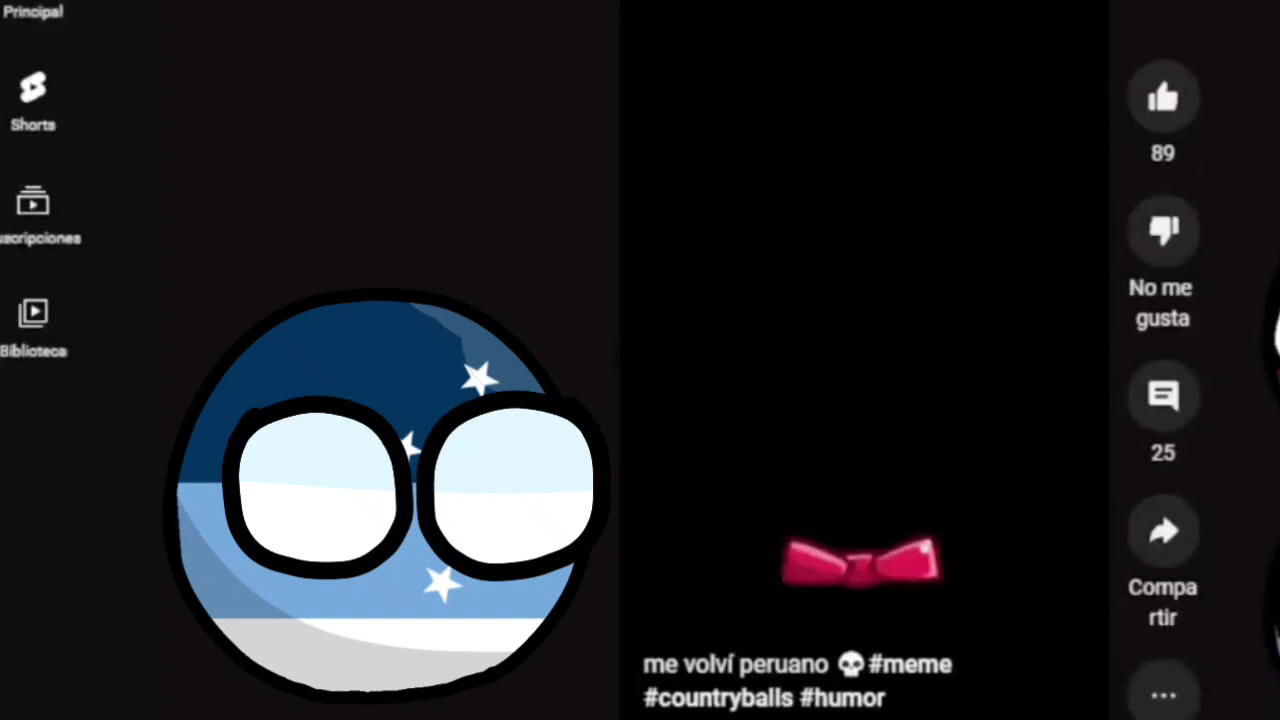 Principal
Shorts
uscripciones
Biblioteca
89
No me
gusta
25
Compa
rtir
me volví peruano 💀#meme
#countryballs #humor